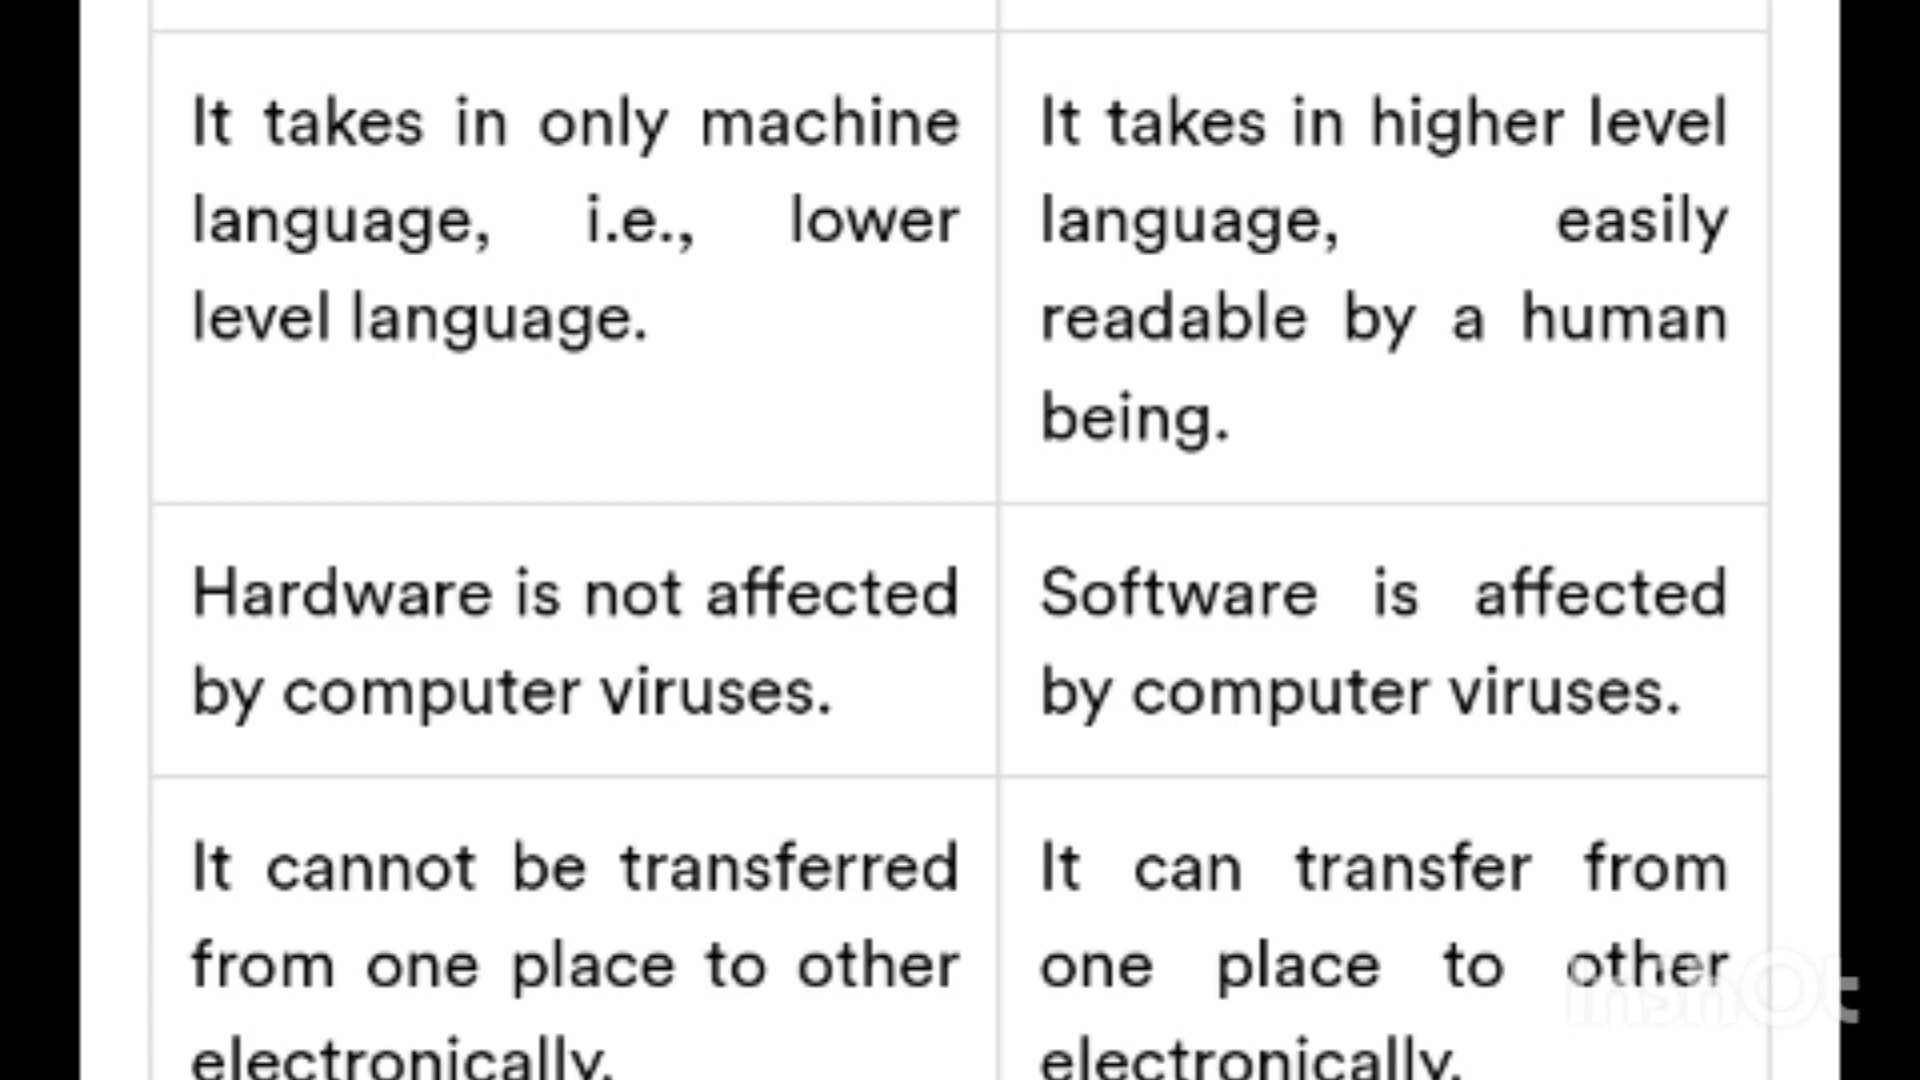 It takes in only machine
language, i.e., lower
level language.
It takes in higher level
language, easily
readable by a human
being.
Hardware is not affected
by computer viruses.
Software is affected
by computer viruses.
It cannot be transferred
from one place to other
electronically.
It can transfer from
one place to other
electronically.
InShOt